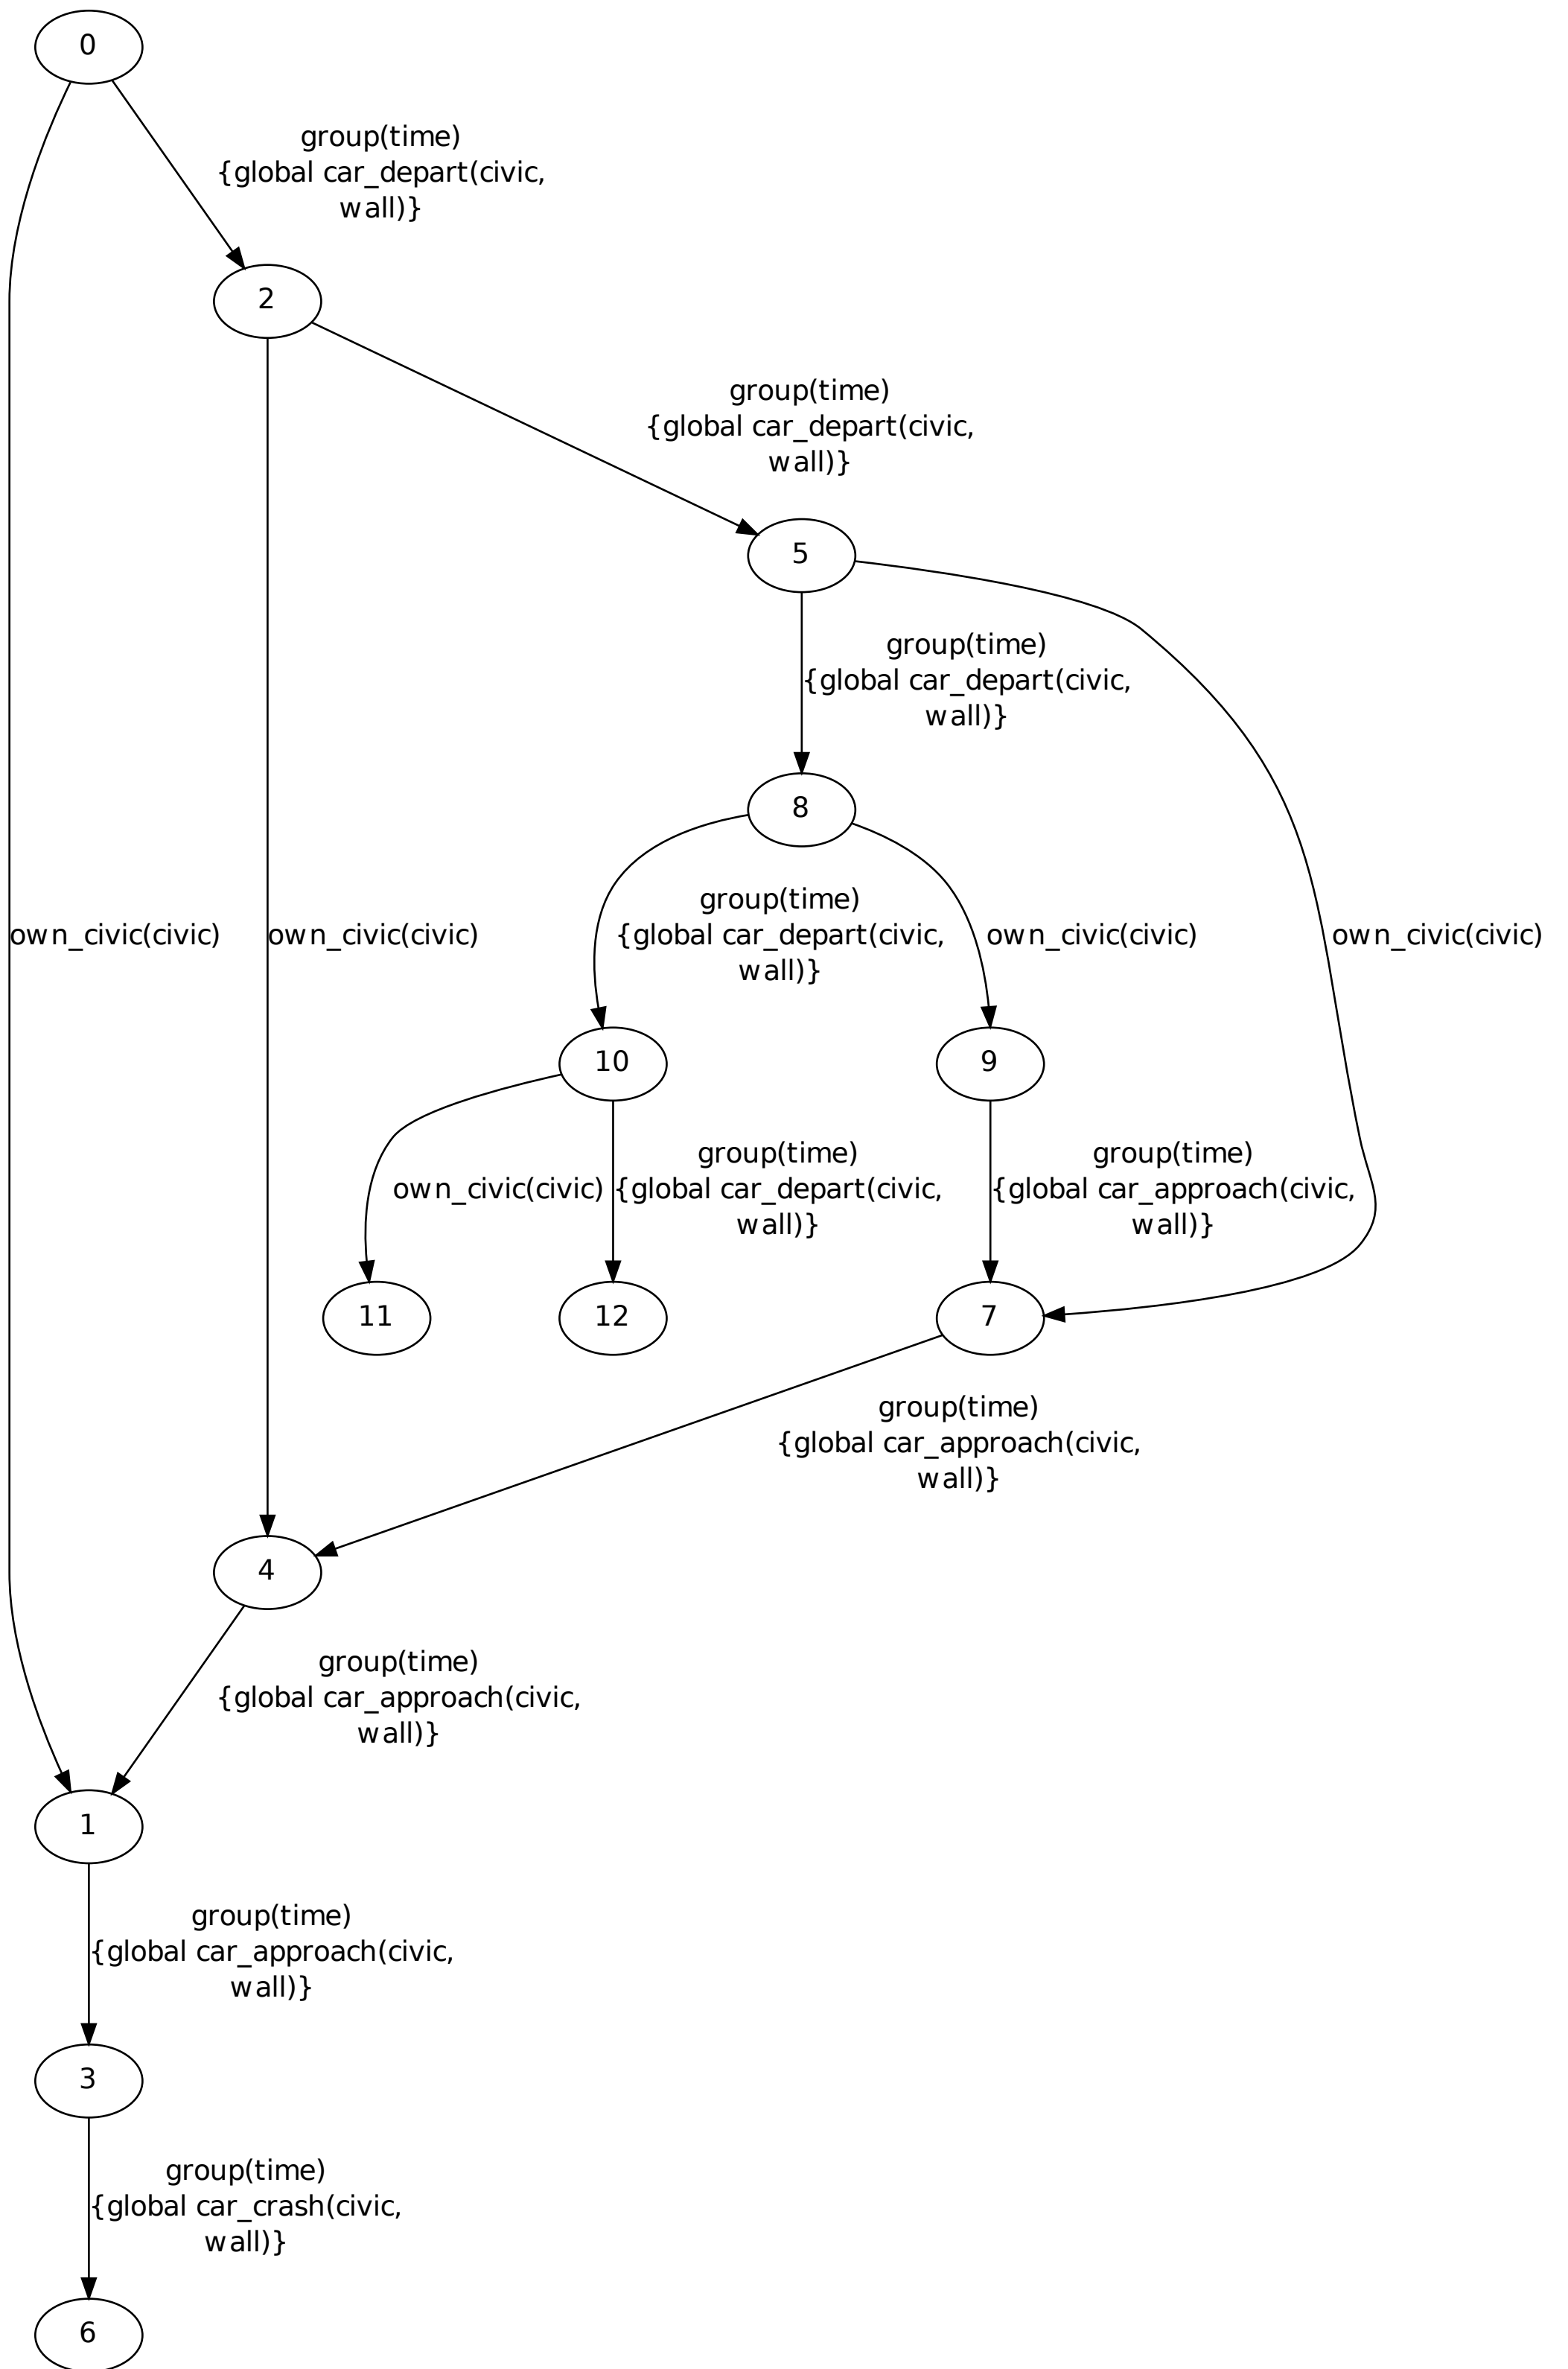 0
group(time)
{global car_depart(civic,
wall)}
2
group(time)
{global car_depart(civic,
wall)}
5
group(time)
{global car_depart(civic,
wall)}
8
group(time)
{global car_depart(civic,
wall)}
own_civic(civic)
own_civic(civic)
own_civic(civic)
own_civic(civic)
10
9
group(time)
{global car_depart(civic,
wall)}
own_civic(civic)
group(time)
{global car_approach(civic,
wall)}
11
12
7
group(time)
{global car_approach(civic,
wall)}
4
group(time)
{global car_approach(civic,
wall)}
1
group(time)
{global car_approach(civic,
wall)}
3
group(time)
{global car_crash(civic,
wall)}
6